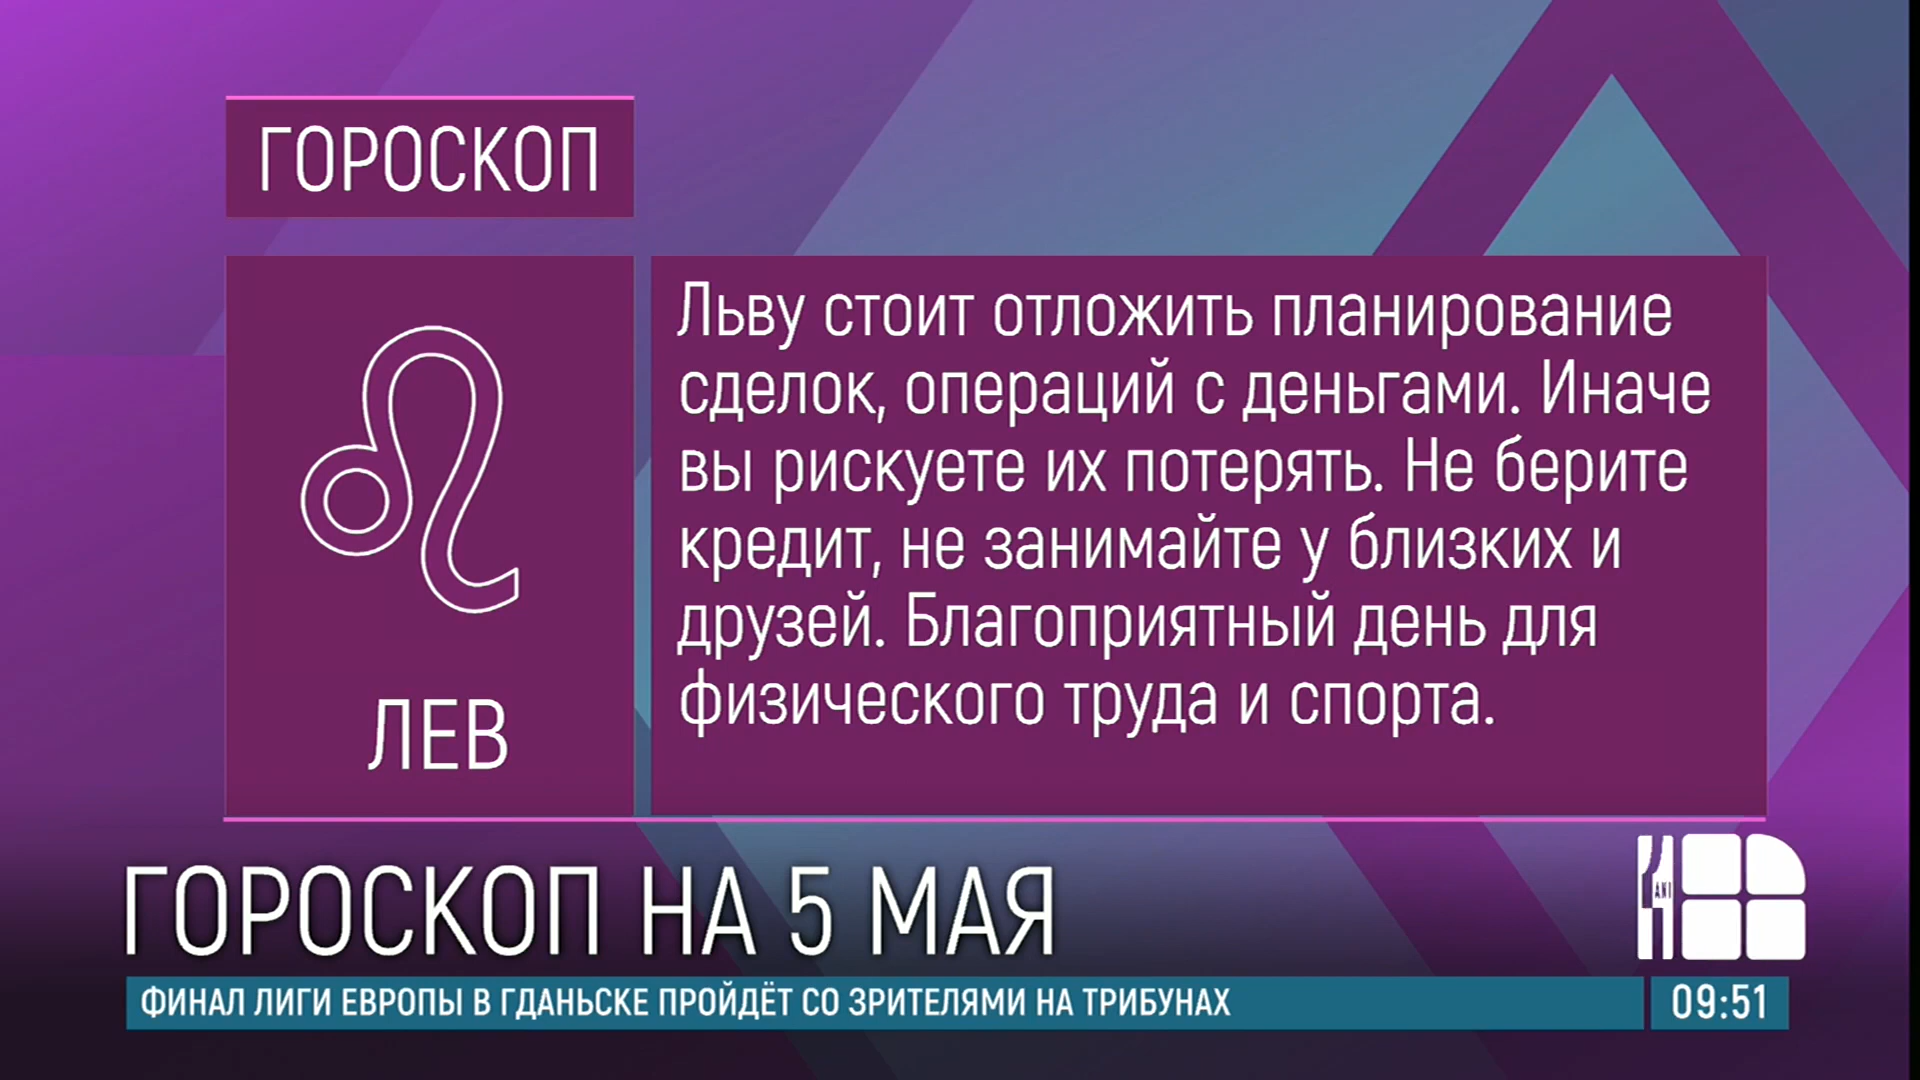 ГОРОСКОП
ЛЕВ
Льву стоит отложить планирование
сделок, операций с деньгами. Иначе
вы рискуете их потерять. Не берите
кредит, не занимайте у близких и
друзей. Благоприятный день для
физического труда и спорта.
ГОРОСКОП НА 5 МАЯ
ANI
ФИНАЛ ЛИГИ ЕВРОПЫ В ГДАНЬСКЕ ПРОЙДЁТ СО ЗРИТЕЛЯМИ НА ТРИБУНАХ
09:51